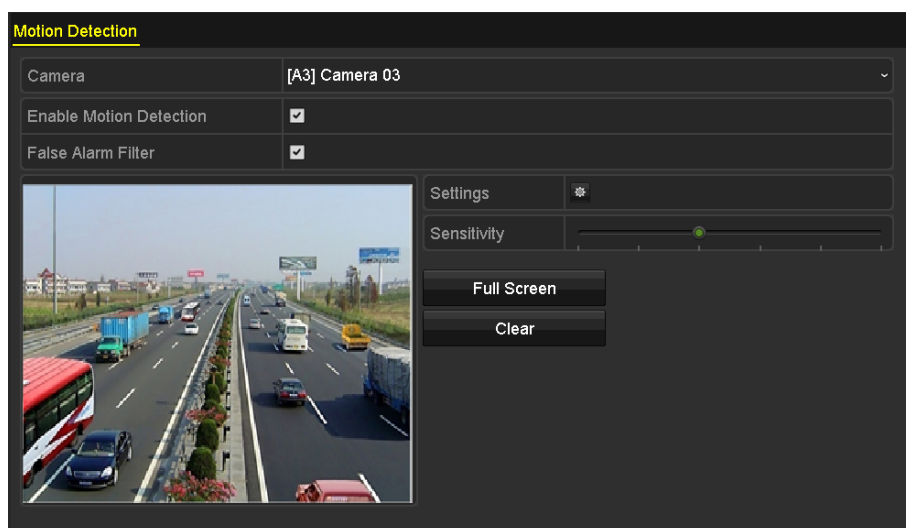 Motion Detection
Camera [A3] Camera 03
Enable Motion Detection
False Alarm Filter
Settings
Sensitivity
Full Screen
Clear